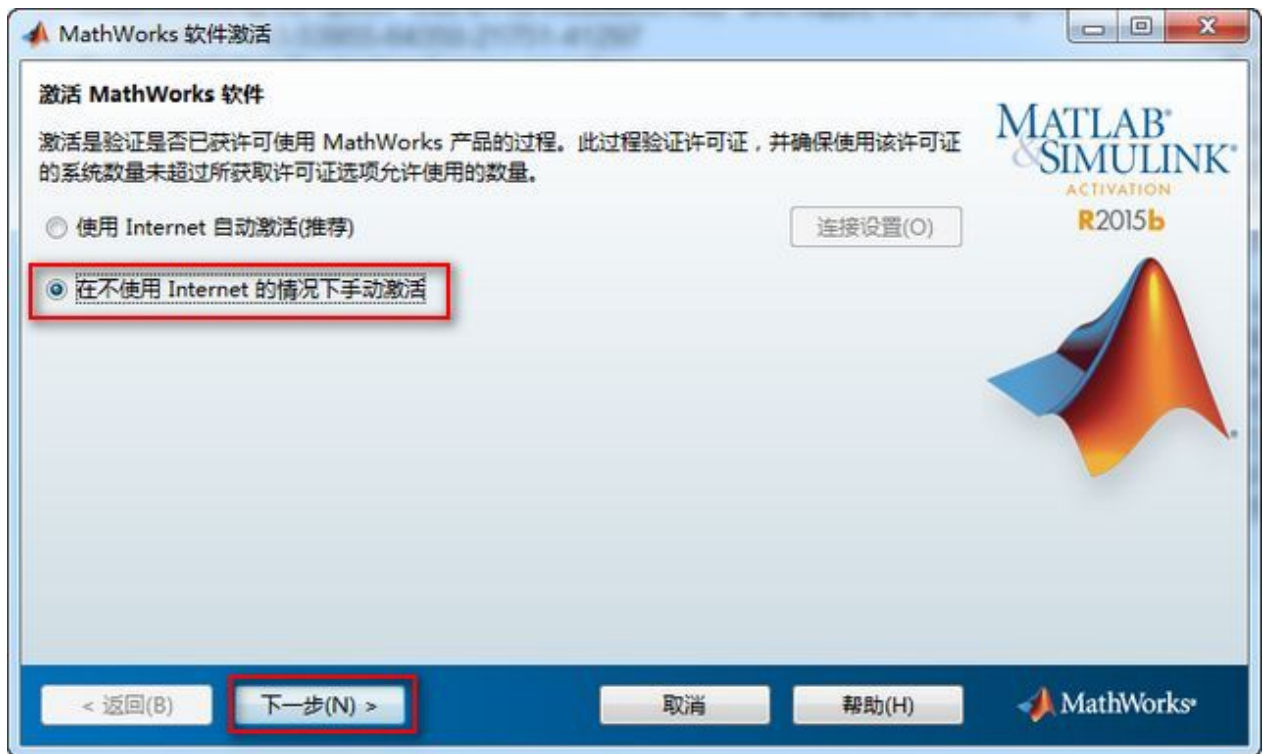 MathWorks 软件激活
激活 MathWorks 软件
激活是验证是否已获许可使用 MathWorks 产品的过程。此过程验证许可证，并确保使用该许可证
的系统数量未超过所获取许可证选项允许使用的数量。
使用 Internet 自动激活(推荐)
连接设置(O)
在不使用 Internet 的情况下手动激活
MATLAB®
&SIMULINK®
ACTIVATION
R2015b
< 返回(B)
下一步(N) >
取消
帮助(H)
MathWorks®